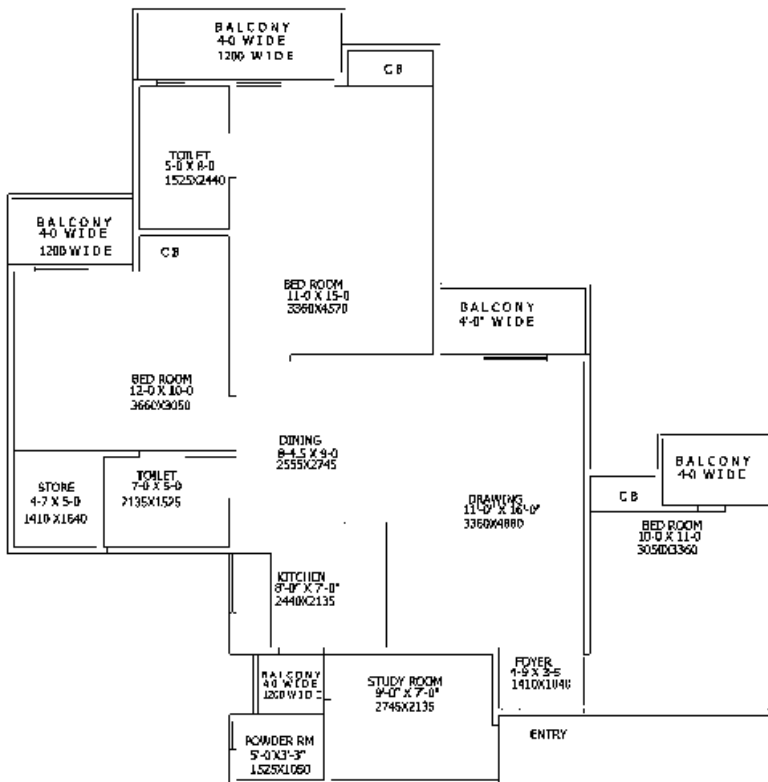 BALCONY
4-0 WIDE
1200 WIDE
CB
TOILET
5-0 X 8-0
1525X2440
BALCONY
4-0 WIDE
1200 WIDE
CB
BED ROOM
11-0 X 15-0
3360X4570
BALCONY
4'-0" WIDE
BED ROOM
12-0 X 10-0
3660X3050
DINING
8-4.5 X 9-0
2555X2745
BALCONY
4-0 WIDE
STORE
4-7 X 5-0
1410 X1640
TOILET
7-0 X 5-0
2135X1525
DRAWING
11'-0" X 16'-0"
3360X4880
CB
BED ROOM
10-0 X 11-0
3050X3360
KITCHEN
8'-0" X 7'-0"
2440X2135
BALCONY
4-0 WIDE
1200 WIDE
STUDY ROOM
9'-0" X 7'-0"
2745X2135
FOYER
4-9 X 3-5
1410X1040
POWDER RM
5'-0X3'-3"
1525X1050
ENTRY